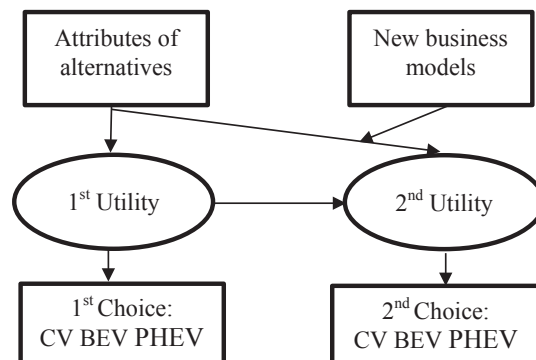 Attributes of
alternatives
New business
models
1st Utility
2nd Utility
1st Choice:
CV BEV PHEV
2nd Choice:
CV BEV PHEV